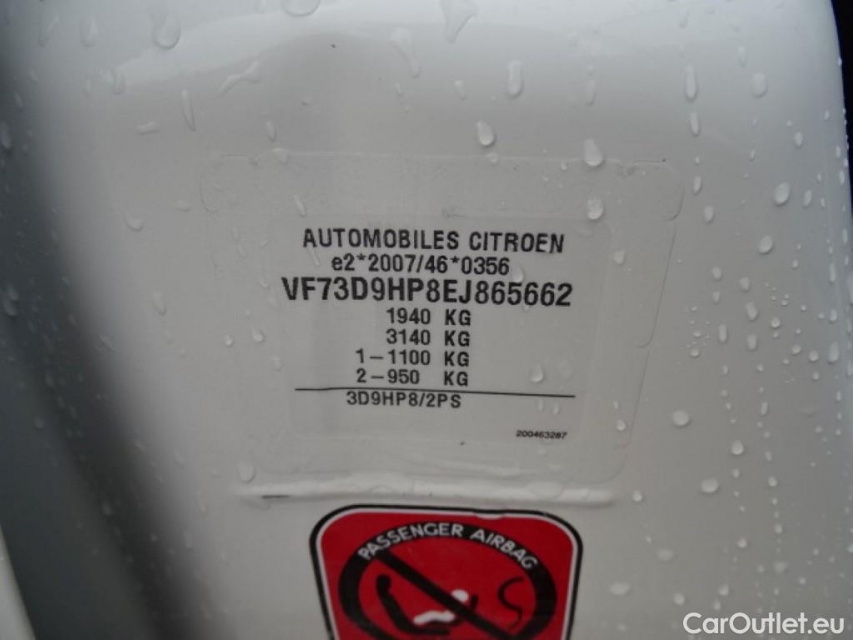 AUTOMOBILES CITROEN
e2*2007/46*0356
VF73D9HP8EJ865662
1940 KG
3140 KG
1-1100 KG
2-950 KG
3D9HP8/2PS
200463287
PASSENGER AIRBAG
CarOutlet.eu